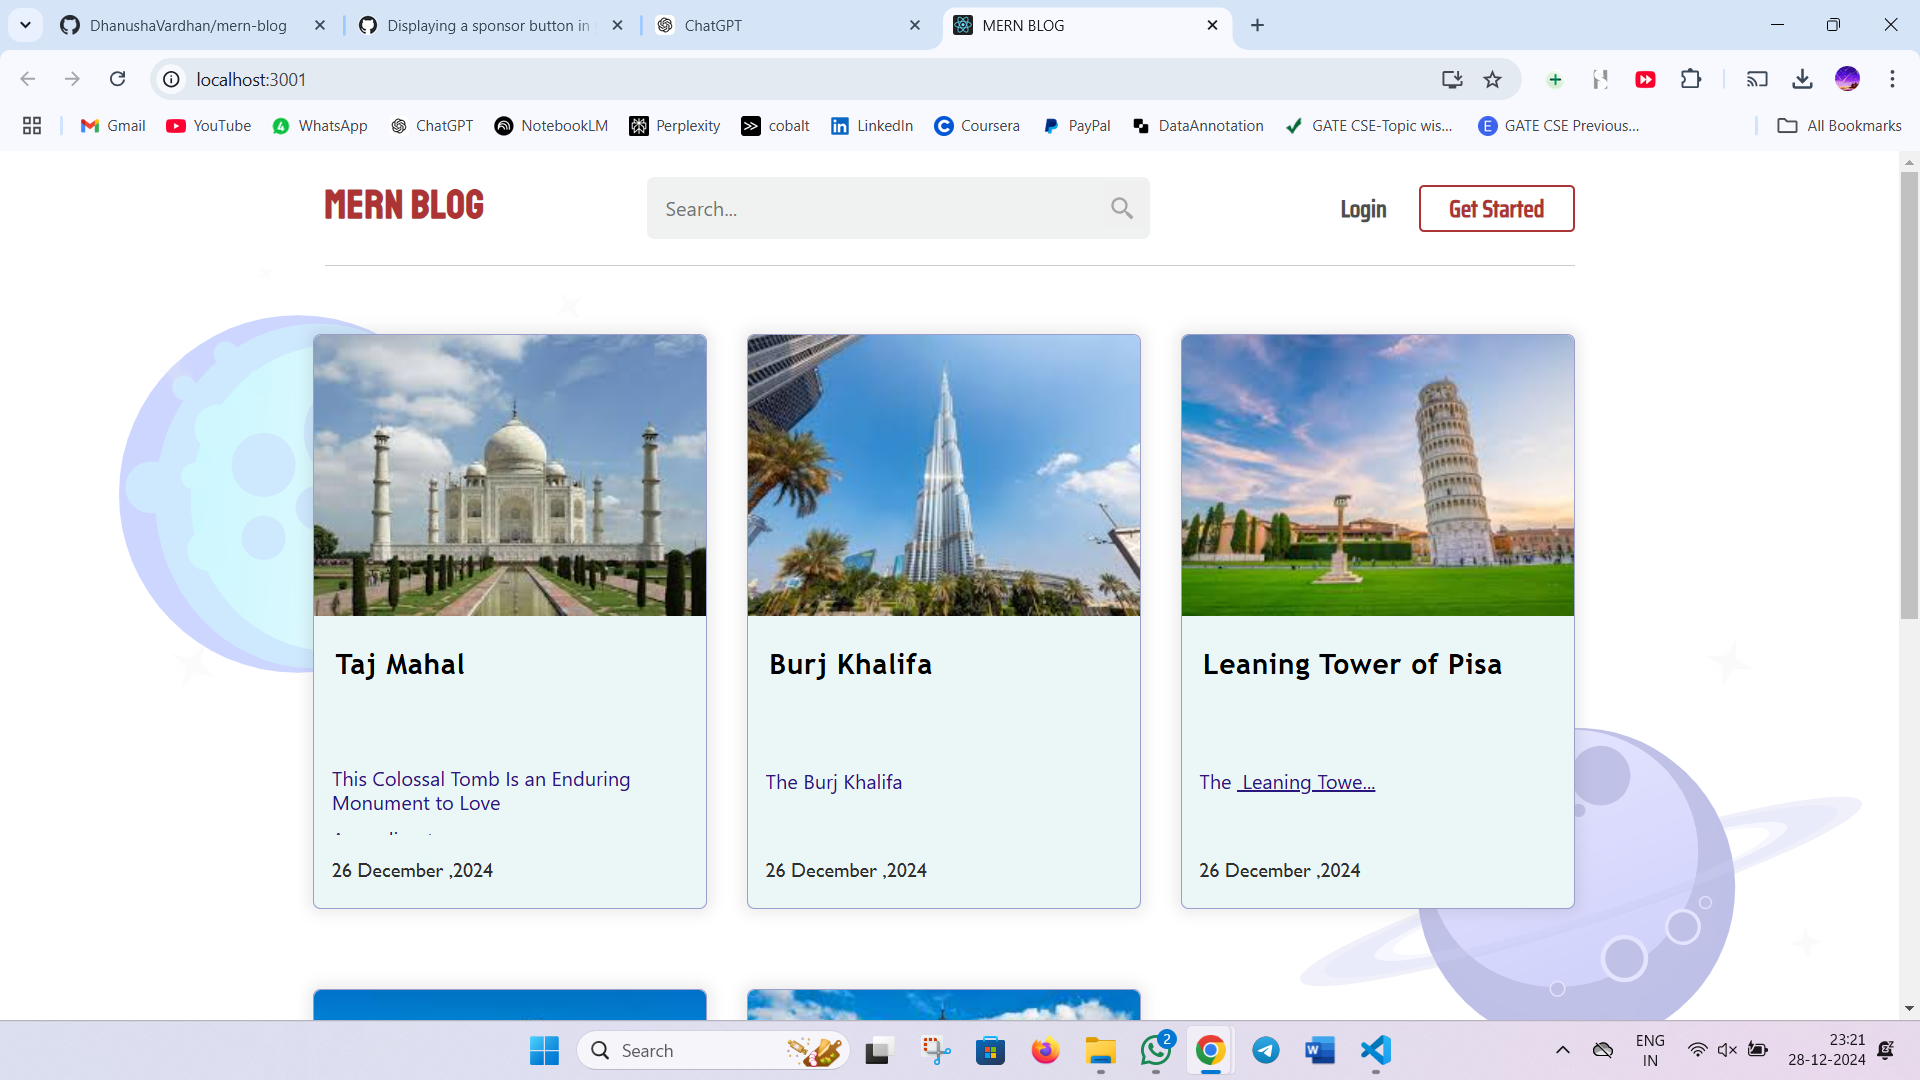 DhanushaVardhan/mern-blog
Displaying a sponsor button in
ChatGPT
MERN BLOG
localhost:3001
Gmail
YouTube
WhatsApp
ChatGPT
NotebookLM
Perplexity
cobalt
LinkedIn
Coursera
PayPal
DataAnnotation
GATE CSE-Topic wis...
E
GATE CSE Previous...
All Bookmarks
MERN BLOG
Search...
Login
Get Started
Taj Mahal
This Colossal Tomb Is an Enduring
Monument to Love
26 December ,2024
Burj Khalifa
The Burj Khalifa
26 December ,2024
Leaning Tower of Pisa
The  Leaning Towe...
26 December ,2024
Search
2
ENG
IN
23:21
28-12-2024